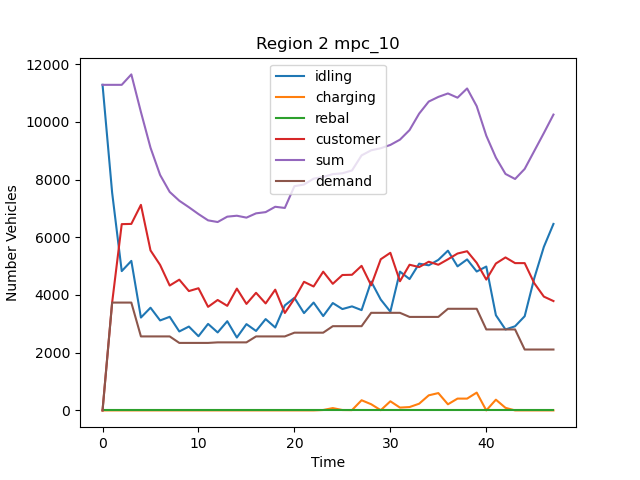 Region 2 mpc_10
12000
10000
8000
6000
4000
2000
0
Number Vehicles
idling
charging
rebal
customer
sum
demand
0 10 20 30 40
Time